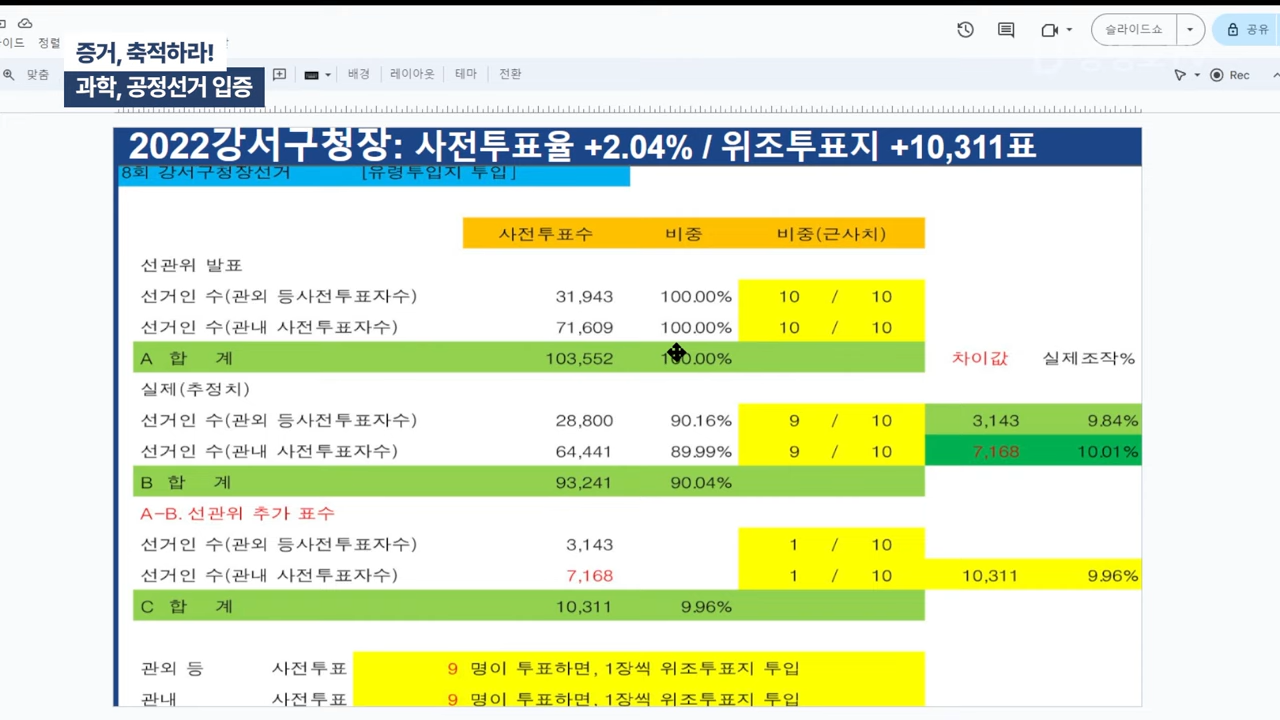 증거, 축적하라!
과학, 공정선거 입증
이드 정렬
슬라이드쇼
공유
맞춤
배경 레이아웃 테마 전환
Rec
2022강서구청장: 사전투표율 +2.04% / 위조투표지 +10,311표
8회 강서구청장선거 [유령투입지 투입]
사전투표수 비중 비중(근사치)
선관위 발표
선거인 수(관외 등사전투표자수) 31,943 100.00% 10 / 10
선거인 수(관내 사전투표자수) 71,609 100.00% 10 / 10
A 합 계 103,552 100.00% 차이값 실제조작%
실제(추정치)
선거인 수(관외 등사전투표자수) 28,800 90.16% 9 / 10 3,143 9.84%
선거인 수(관내 사전투표자수) 64,441 89.99% 9 / 10 7,168 10.01%
B 합 계 93,241 90.04%
A-B. 선관위 추가 표수
선거인 수(관외 등사전투표자수) 3,143 1 / 10
선거인 수(관내 사전투표자수) 7,168 1 / 10 10,311 9.96%
C 합 계 10,311 9.96%
관외 등 사전투표 9 명이 투표하면, 1장씩 위조투표지 투입
관내 사전투표 9 명이 투표하면, 1장씩 위조투표지 투입